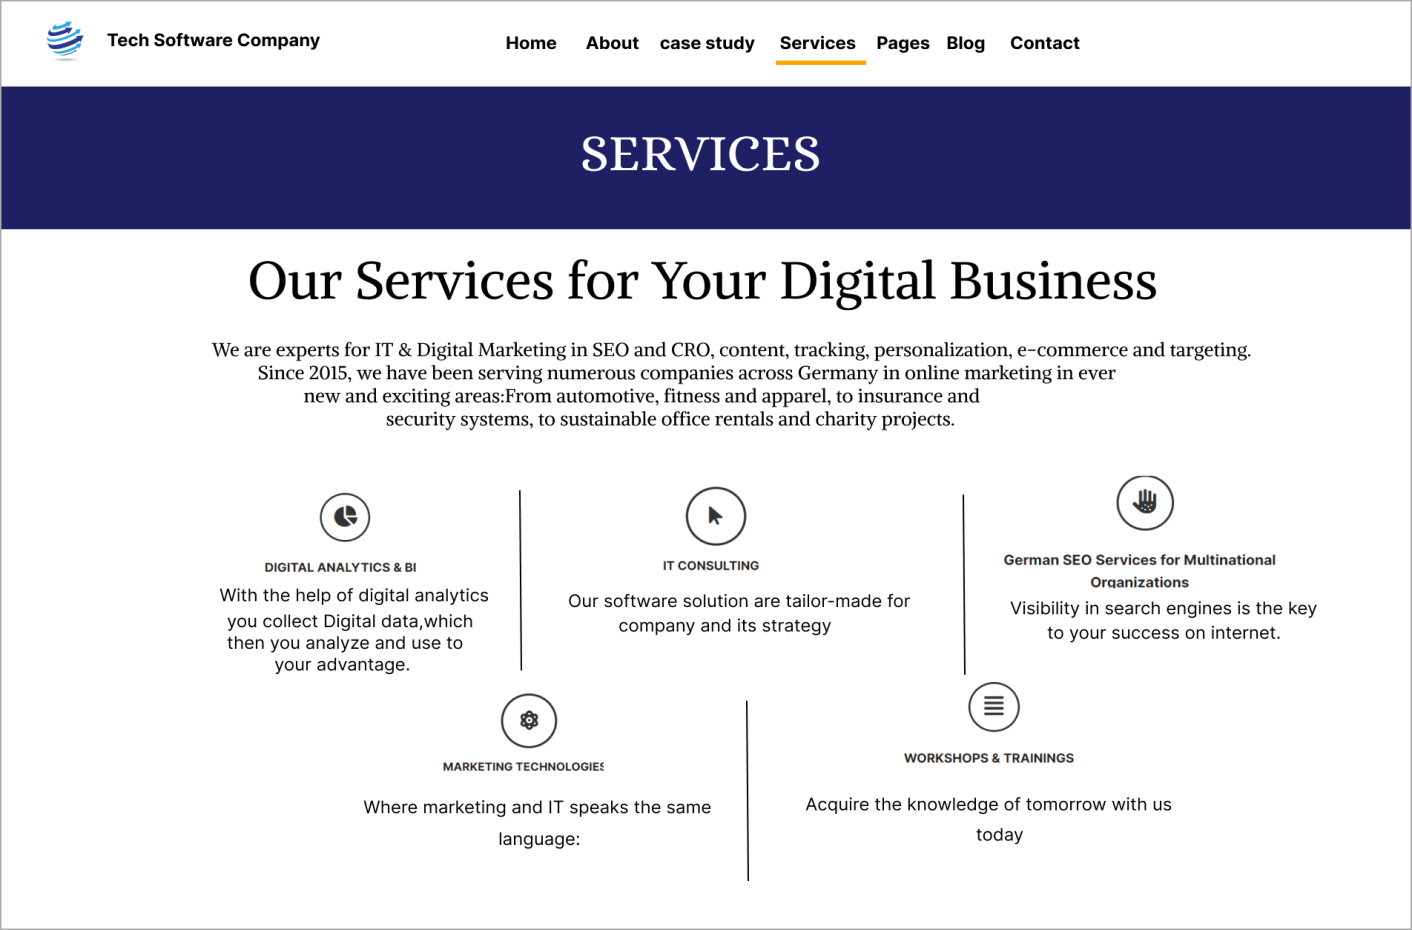 Tech Software Company
Home About case study Services Pages Blog Contact
SERVICES
Our Services for Your Digital Business
We are experts for IT & Digital Marketing in SEO and CRO, content, tracking, personalization, e-commerce and targeting.
Since 2015, we have been serving numerous companies across Germany in online marketing in ever
new and exciting areas:From automotive, fitness and apparel, to insurance and
security systems, to sustainable office rentals and charity projects.
DIGITAL ANALYTICS & BI
With the help of digital analytics
you collect Digital data,which
then you analyze and use to
your advantage.
IT CONSULTING
Our software solution are tailor-made for
company and its strategy
German SEO Services for Multinational
Organizations
Visibility in search engines is the key
to your success on internet.
MARKETING TECHNOLOGIES
Where marketing and IT speaks the same
language:
WORKSHOPS & TRAININGS
Acquire the knowledge of tomorrow with us
today